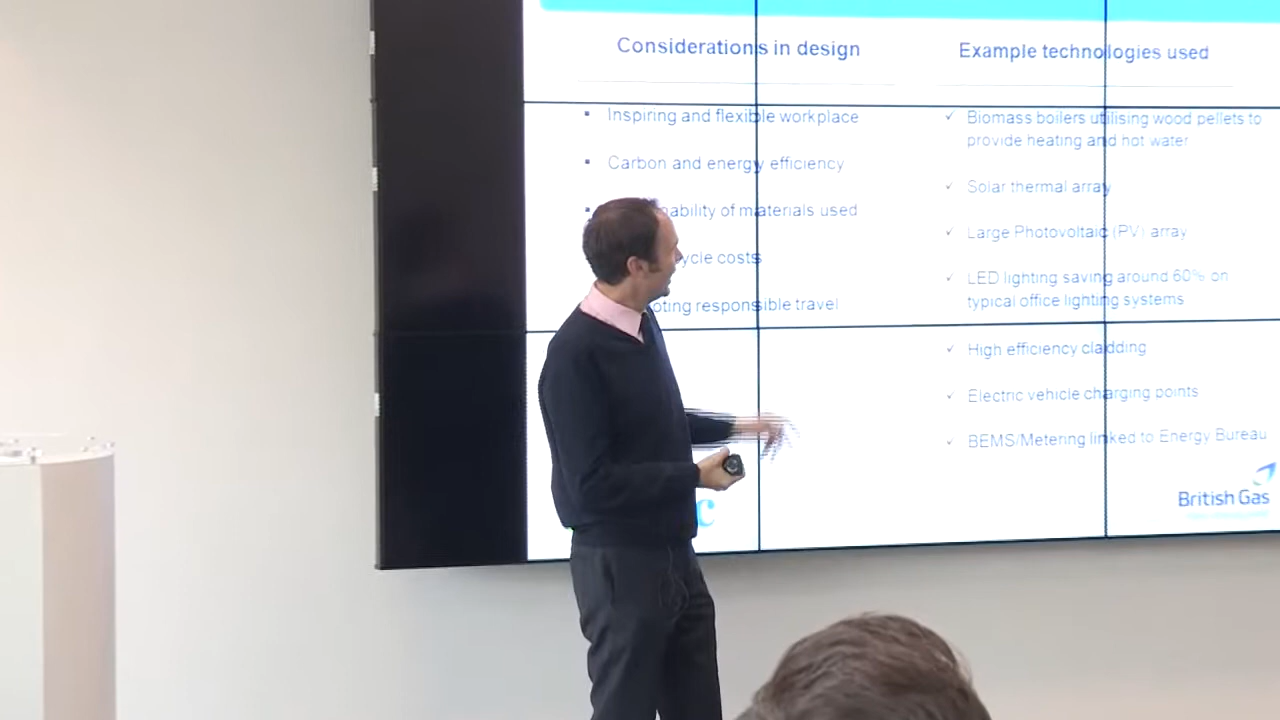 Considerations in design
Inspiring and flexible workplace
Carbon and energy efficiency
of materials used
costs
responsible travel
Example technologies used
Biomass boilers utilising wood pellets to
provide heating and hot water
Solar thermal array
Large Photovoltaic (PV) array
LED lighting saving around 60% on
typical office lighting systems
High efficiency cladding
Electric vehicle charging points
BEMS/Metering linked to Energy Bureau
British Gas